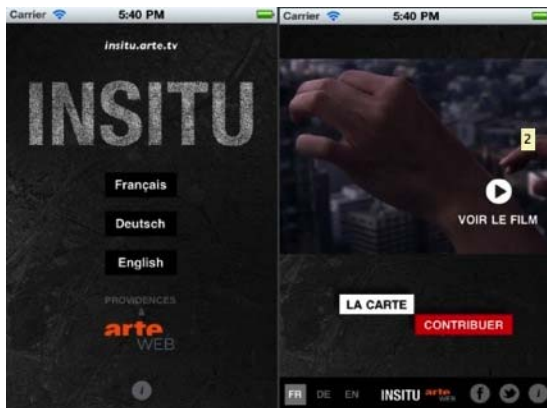 Carrier 5:40 PM
insitu.arte.tv
INSITU
Français
Deutsch
English
PROVIDENCES
&
arte
WEB
i
Carrier 5:40 PM
2
VOIR LE FILM
LA CARTE
CONTRIBUER
FR DE EN INSITU arte WEB f i